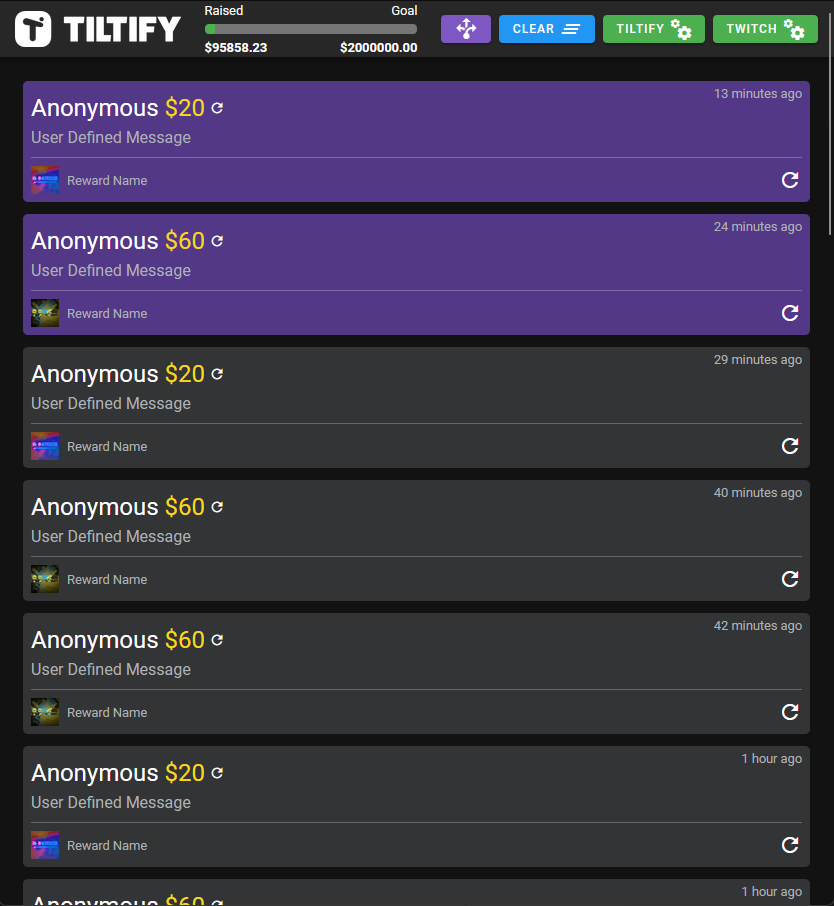 TILTIFY
Raised Goal
$95858.23 $2000000.00
CLEAR
TILTIFY
TWITCH
13 minutes ago
Anonymous $20
User Defined Message
Reward Name
24 minutes ago
Anonymous $60
User Defined Message
Reward Name
29 minutes ago
Anonymous $20
User Defined Message
Reward Name
40 minutes ago
Anonymous $60
User Defined Message
Reward Name
42 minutes ago
Anonymous $60
User Defined Message
Reward Name
1 hour ago
Anonymous $20
User Defined Message
Reward Name
1 hour ago
Anonymous $60